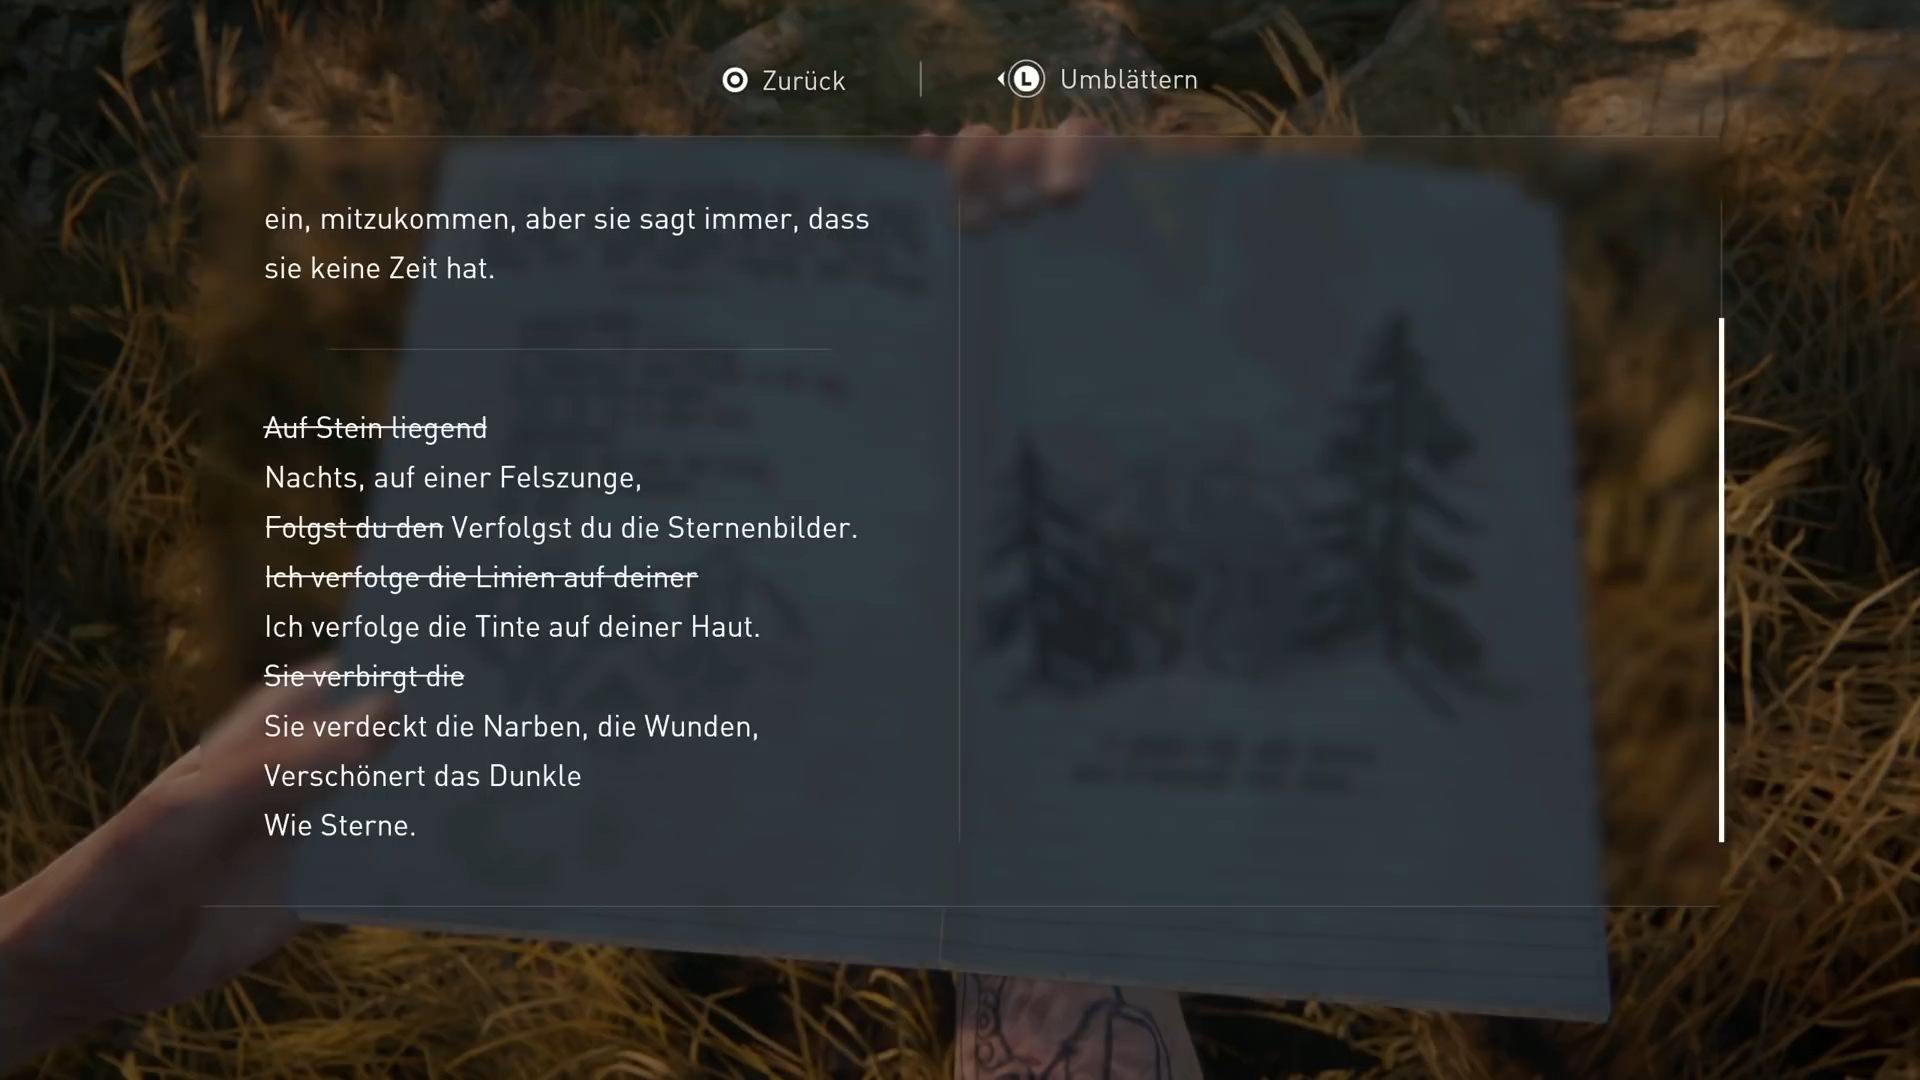 Zurück
L Umblättern
ein, mitzukommen, aber sie sagt immer, dass
sie keine Zeit hat.
Auf Stein liegend
Nachts, auf einer Felszunge,
Folgst du den Verfolgst du die Sternenbilder.
Ich verfolge die Linien auf deiner
Ich verfolge die Tinte auf deiner Haut.
Sie verbirgt die
Sie verdeckt die Narben, die Wunden,
Verschönert das Dunkle
Wie Sterne.